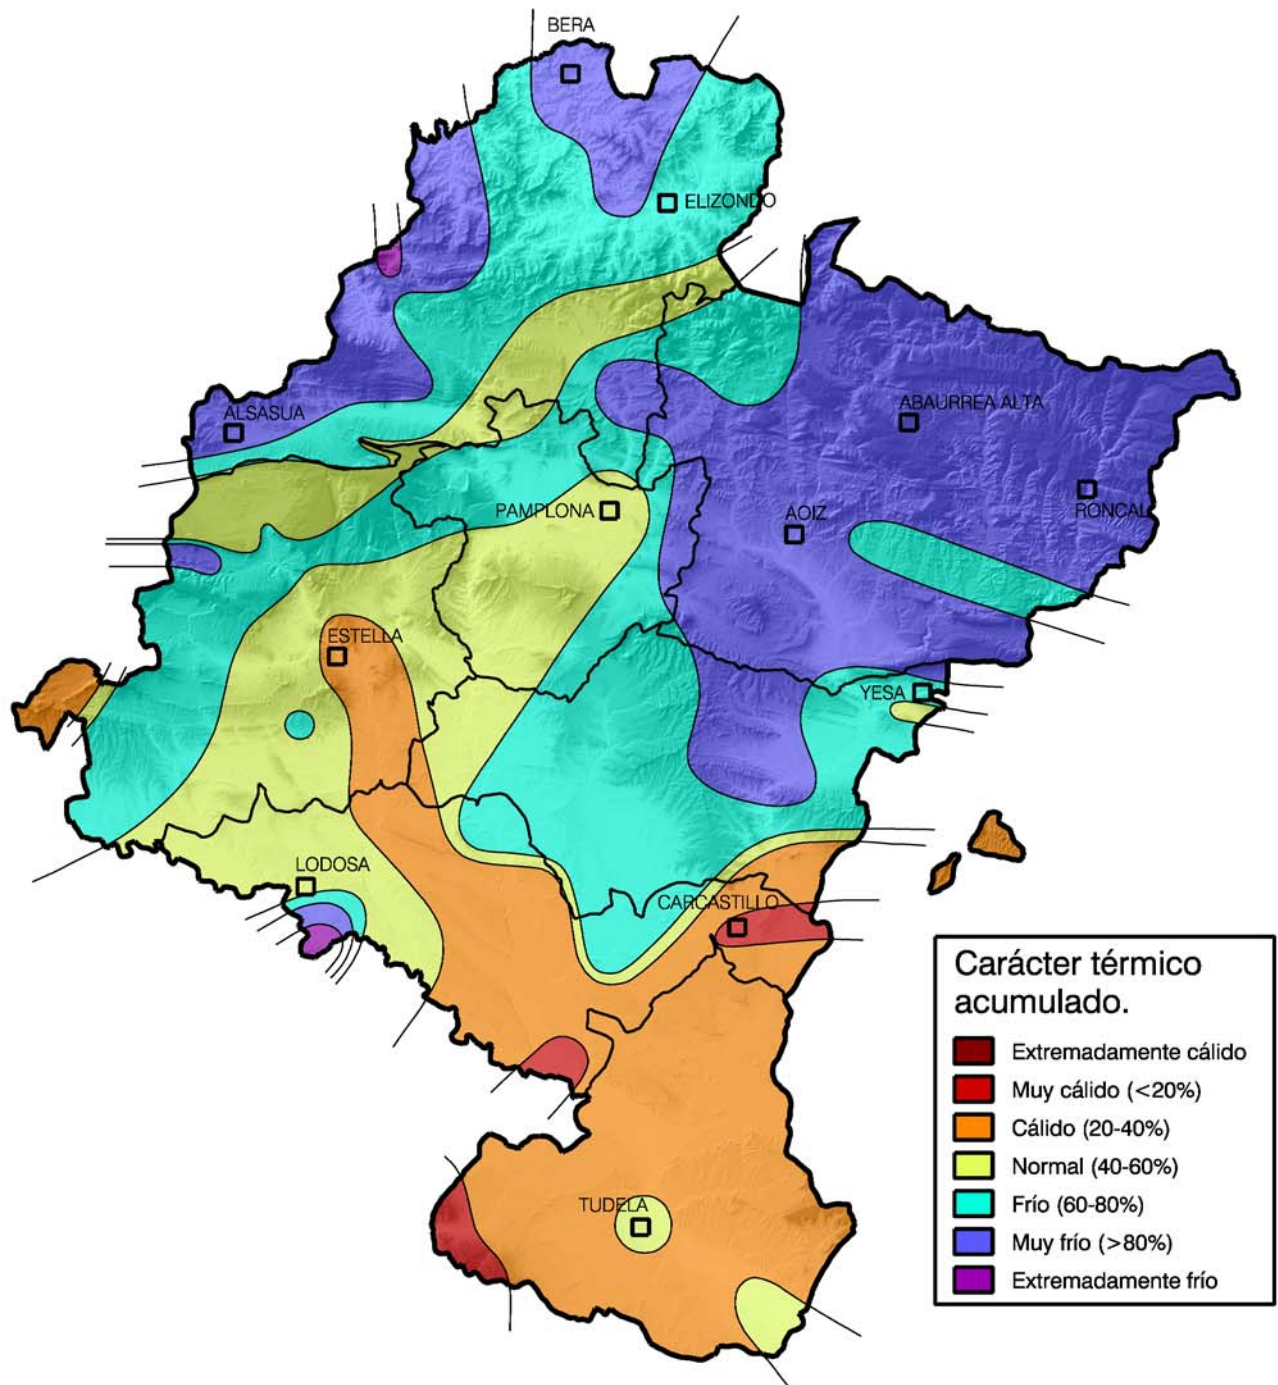 BERA
ELIZONDO
ALSASUA
ABAURREA ALTA
PAMPLONA
AOIZ
RONCAL
ESTELLA
YESA
LODOSA
CARCASTILLO
TUDELA
Carácter térmico
acumulado.
Extremadamente cálido
Muy cálido (<20%)
Cálido (20-40%)
Normal (40-60%)
Frío (60-80%)
Muy frío (>80%)
Extremadamente frío